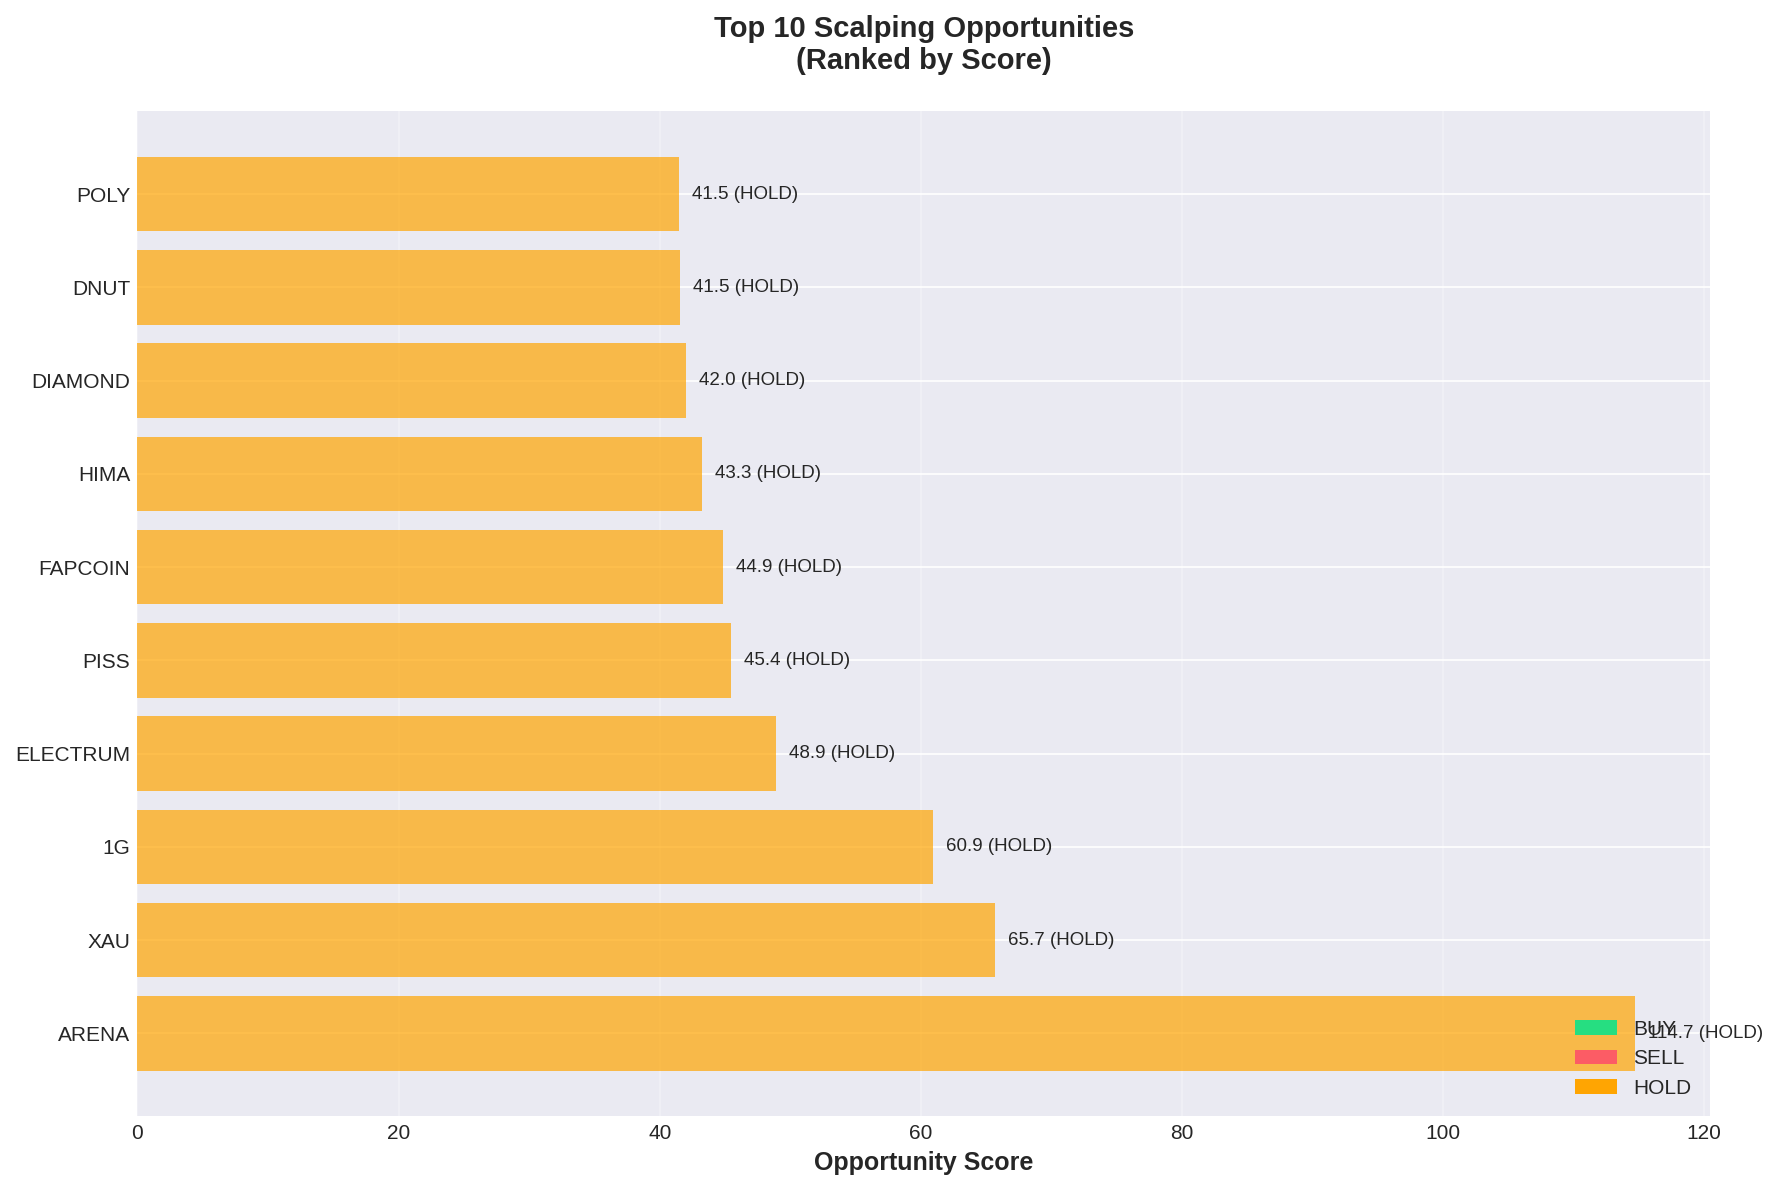 Top 10 Scalping Opportunities
(Ranked by Score)
POLY 41.5 (HOLD)
DNUT 41.5 (HOLD)
DIAMOND 42.0 (HOLD)
HIMA 43.3 (HOLD)
FAPCOIN 44.9 (HOLD)
PISS 45.4 (HOLD)
ELECTRUM 48.9 (HOLD)
1G 60.9 (HOLD)
XAU 65.7 (HOLD)
ARENA 114.7 (HOLD)
BUY
SELL
HOLD
0 20 40 60 80 100 120
Opportunity Score